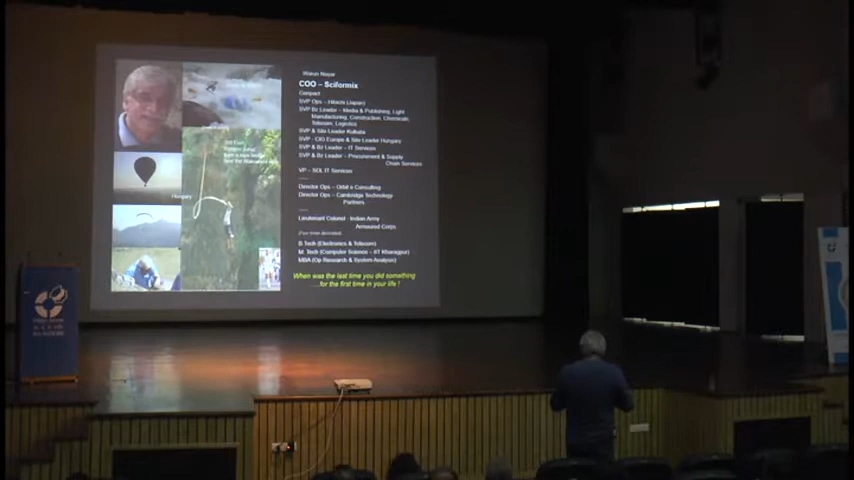 COO – Sciformix
Genpact
SVP Ops – Hitachi (Japan)
SVP Bz Leader – Media & Publishing, Light
Manufacturing, Construction, Chemicals,
Telecom, Logistics
SVP & Site Leader Kolkata
SVP - CIO Europe & Site Leader Hungary
SVP & Bz Leader – IT Services
SVP & Bz Leader – Procurement & Supply
Chain Services
VP – SDL IT Services
Director Ops – Orbit e Consulting
Director Ops – Cambridge Technology
Partners
Lieutenant Colonel - Indian Army
Armoured Corps
B Tech (Electronics & Telecom)
M. Tech (Computer Science – IIT Kharagpur)
MBA (Op Research & System Analysis)
When was the last time you did something
....for the first time in your life !
Hungary